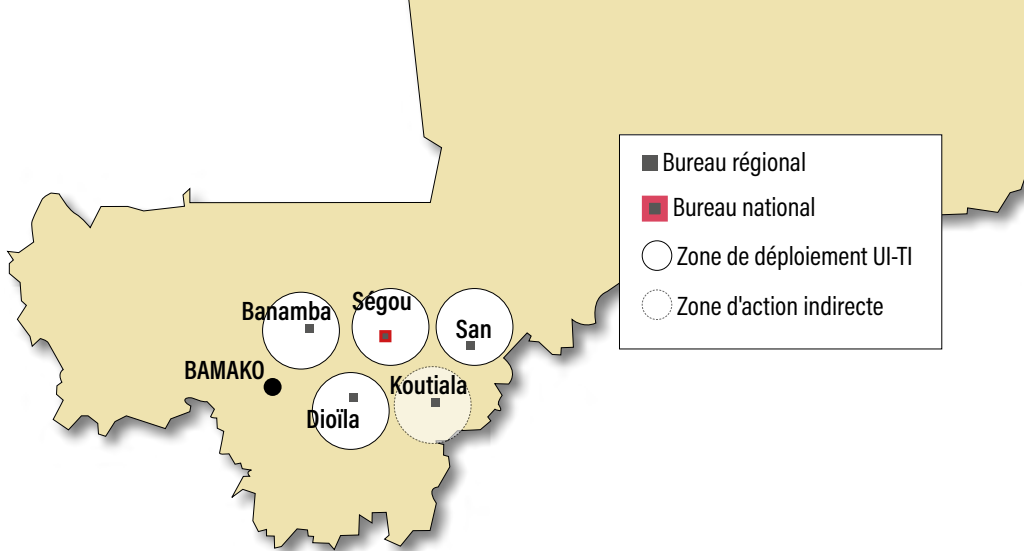 Bureau régional
Bureau national
Zone de déploiement UI-TI
Zone d'action indirecte
Banamba
Ségou
San
BAMAKO
Koutiala
Dioïla